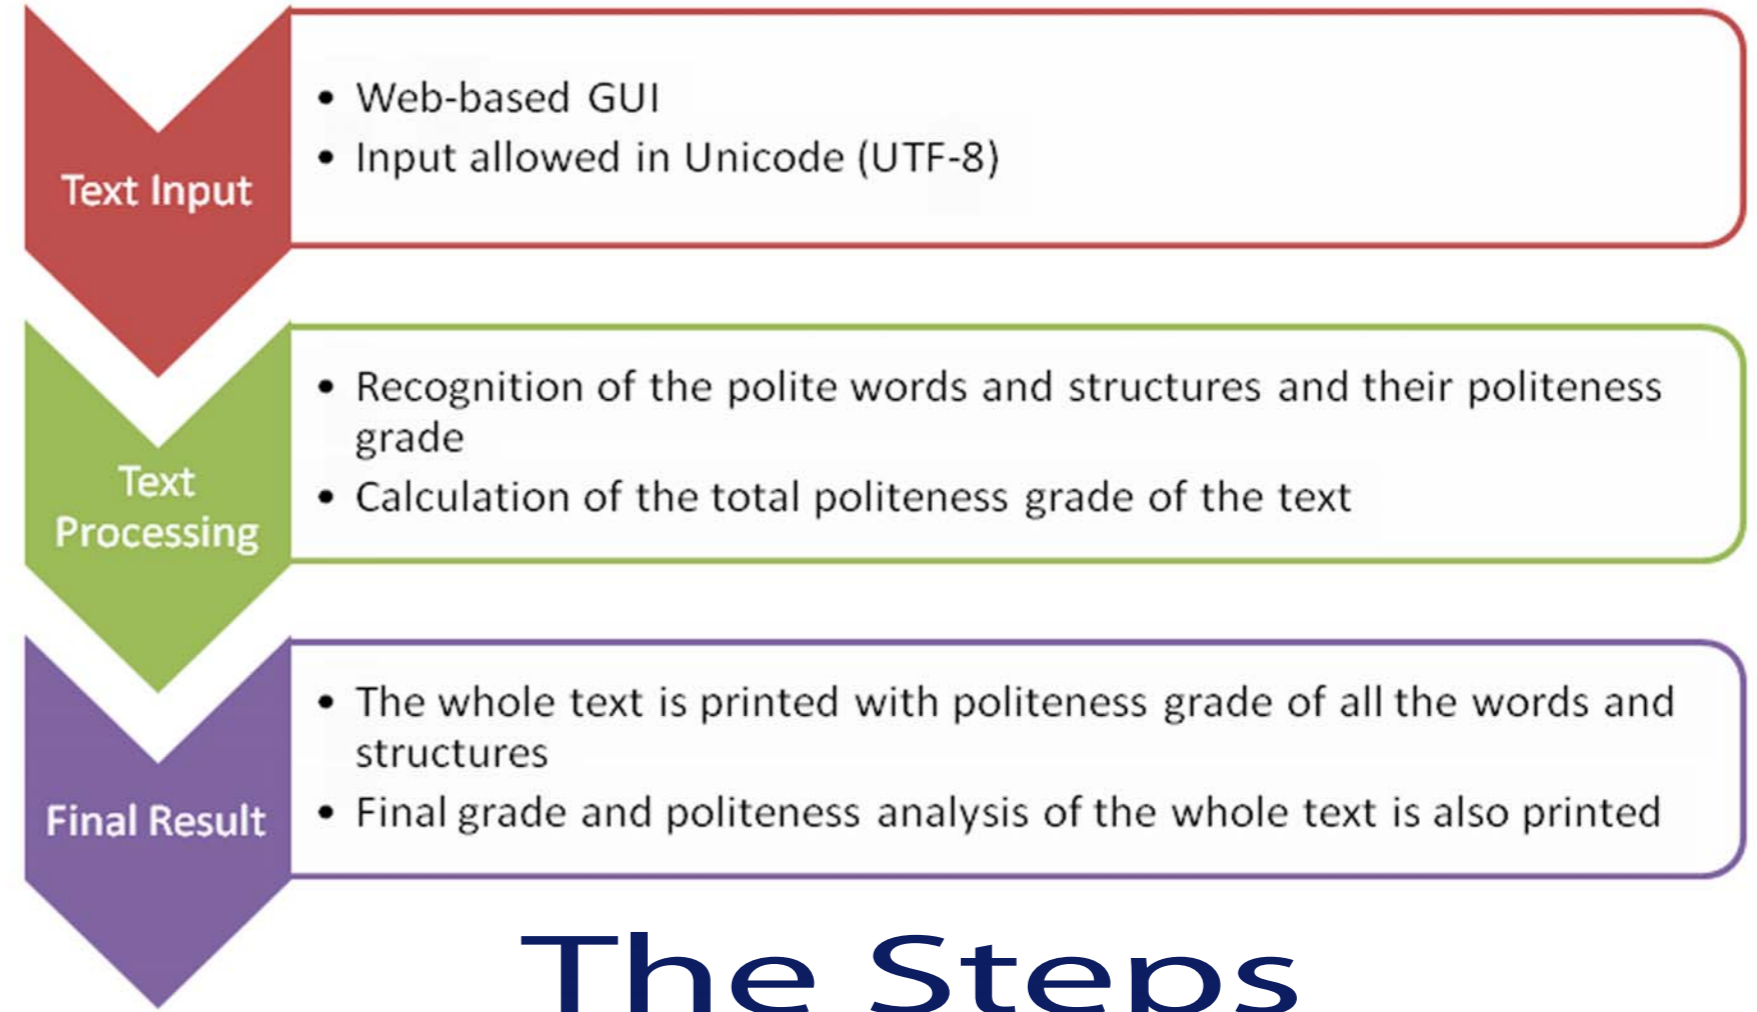 Text Input
• Web-based GUI
• Input allowed in Unicode (UTF-8)
Text
Processing
• Recognition of the polite words and structures and their politeness
grade
• Calculation of the total politeness grade of the text
Final Result
• The whole text is printed with politeness grade of all the words and
structures
• Final grade and politeness analysis of the whole text is also printed
The Steps